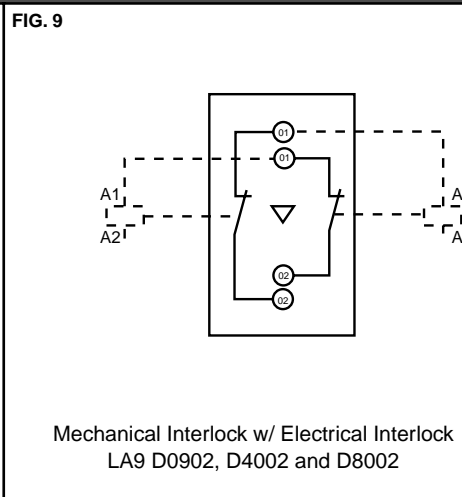 FIG. 9
01
01
A1
A
A2
A
02
02
Mechanical Interlock w/ Electrical Interlock
LA9 D0902, D4002 and D8002